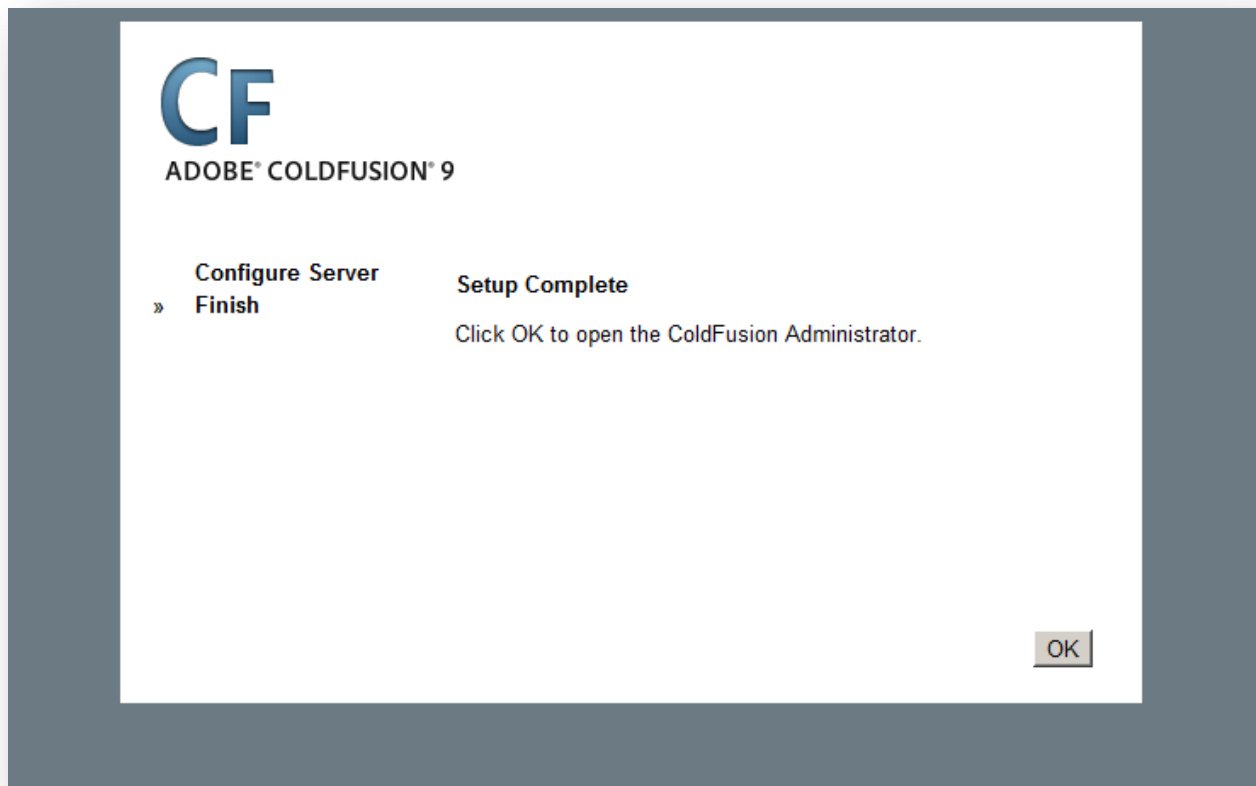 CF
ADOBE® COLDFUSION® 9
Configure Server
» Finish
Setup Complete
Click OK to open the ColdFusion Administrator.
OK